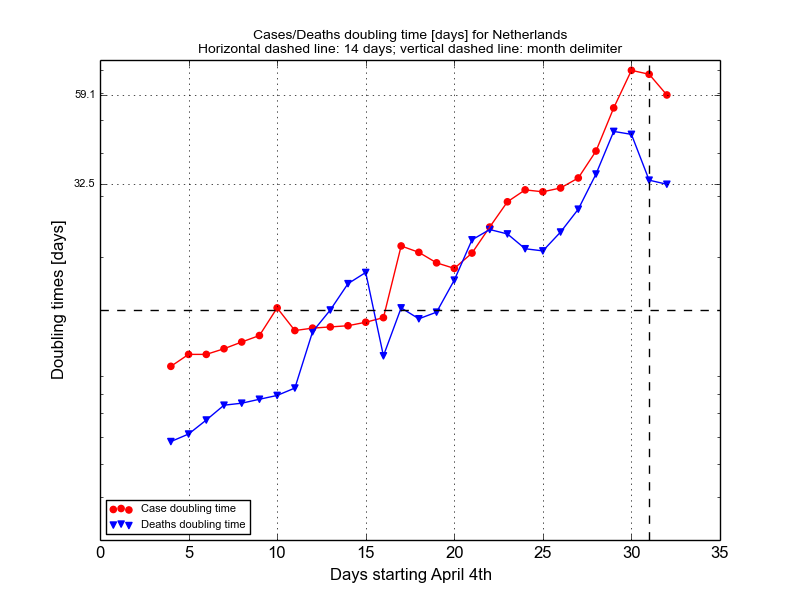 Cases/Deaths doubling time [days] for Netherlands
Horizontal dashed line: 14 days; vertical dashed line: month delimiter
59.1
32.5
Doubling times [days]
Case doubling time
Deaths doubling time
0 5 10 15 20 25 30 35
Days starting April 4th